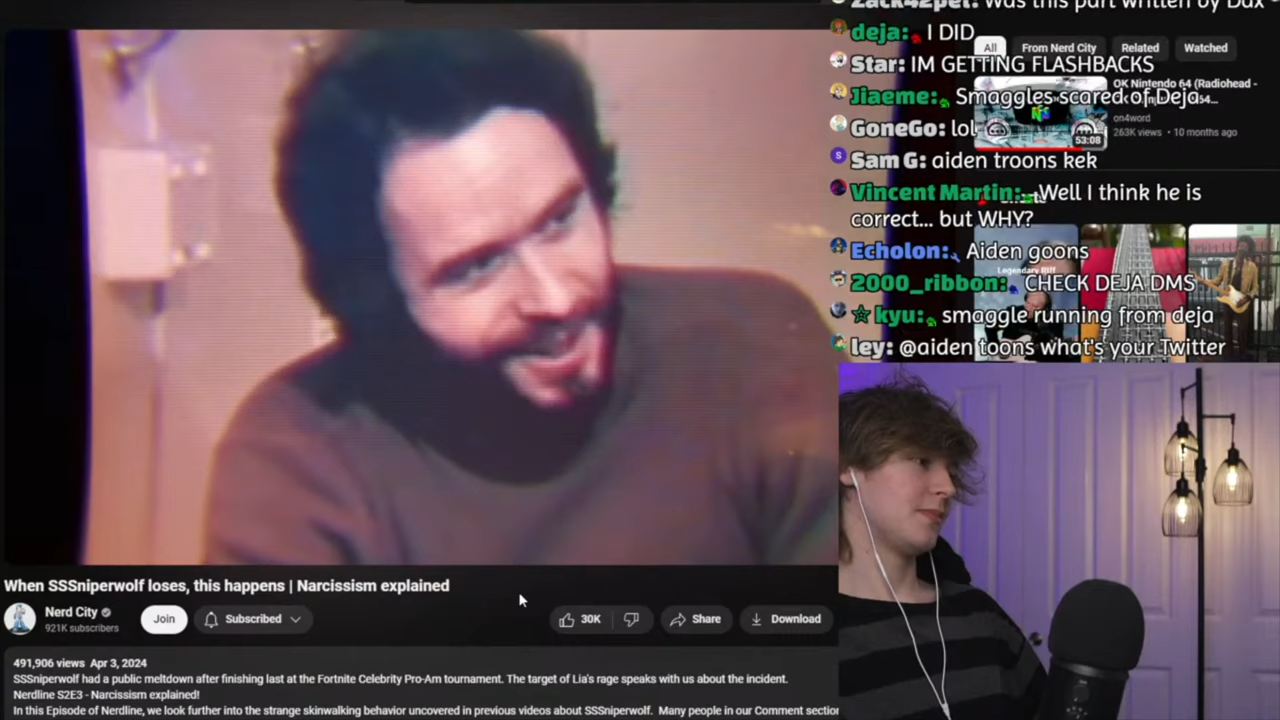 Zack42pet: Was this part written by Dax
deja: I DID
Star: IM GETTING FLASHBACKS
Jiaeme: Smaggles scared of Deja
GoneGo: lol
Sam G: aiden troons kek
Vincent Martin: Well I think he is
correct... but WHY?
Echolon: Aiden goons
2000_ribbon: CHECK DEJA DMS
kyu: smaggle running from deja
ley: @aiden toons what's your Twitter
All
From Nerd City
Related
Watched
OK Nintendo 64 (Radiohead -
on4word
263K views • 10 months ago
53:08
Legendary Riff
When SSSniperwolf loses, this happens | Narcissism explained
Nerd City
921K subscribers
Join
Subscribed
30K
Share
Download
491,906 views Apr 3, 2024
SSSniperwolf had a public meltdown after finishing last at the Fortnite Celebrity Pro-Am tournament. The target of Lia's rage speaks with us about the incident.
Nerdline S2E3 - Narcissism explained!
In this Episode of Nerdline, we look further into the strange skinwalking behavior uncovered in previous videos about SSSniperwolf. Many people in our Comment section